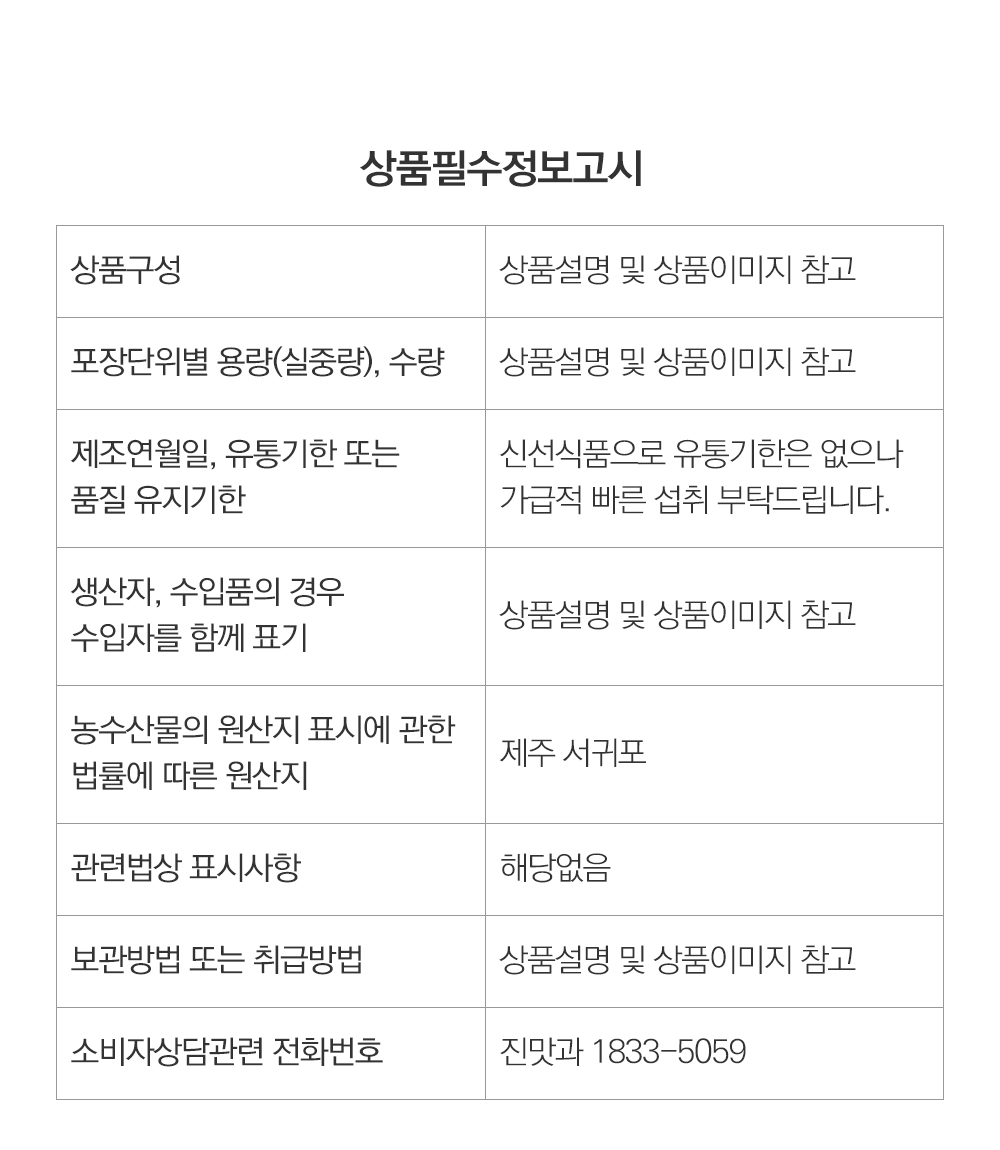 상품필수정보고시
상품구성
상품설명 및 상품이미지 참고
포장단위별 용량(실중량), 수량
상품설명 및 상품이미지 참고
제조연월일, 유통기한 또는
품질 유지기한
신선식품으로 유통기한은 없으나
가급적 빠른 섭취 부탁드립니다.
생산자, 수입품의 경우
수입자를 함께 표기
상품설명 및 상품이미지 참고
농수산물의 원산지 표시에 관한
법률에 따른 원산지
제주 서귀포
관련법상 표시사항
해당없음
보관방법 또는 취급방법
상품설명 및 상품이미지 참고
소비자상담관련 전화번호
진맛과 1833-5059